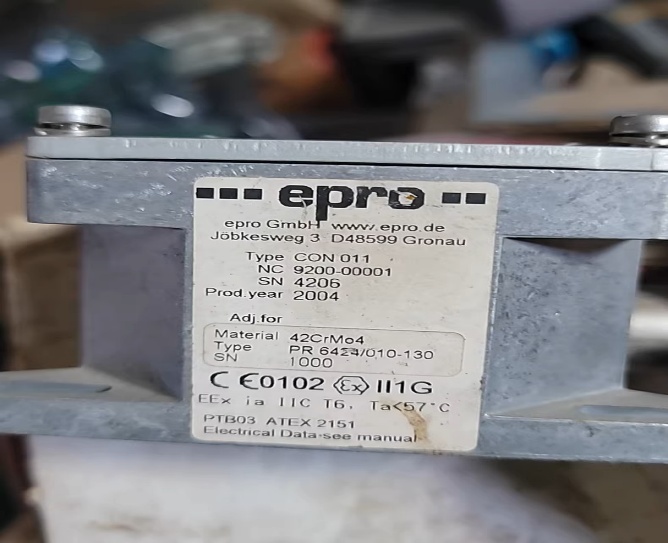 epro
epro GmbH www.epro.de
Jöbkesweg 3 D48599 Gronau
Type CON 011
NC 9200-00001
SN 4206
Prod.year 2004
Adj.for
Material 42CrMo4
Type PR 6424/010-130
SN 1000
CE0102 Ex II1G
EEx ia IIC T6, Ta<57°C
PTB03 ATEX 2151
Electrical Data-see manual